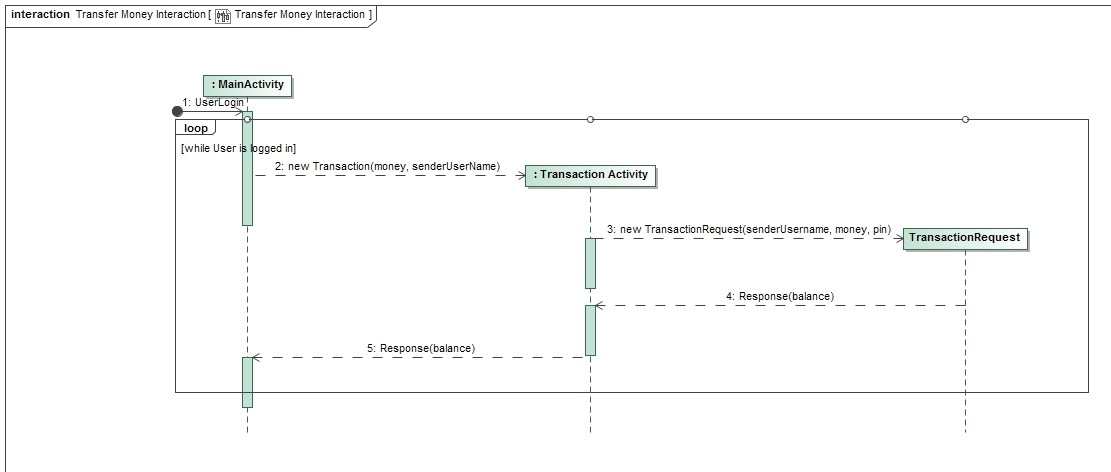 interaction Transfer Money Interaction [ Transfer Money Interaction ]
: MainActivity
1: UserLogin
loop
[while User is logged in]
2: new Transaction(money, senderUserName)
: Transaction Activity
3: new TransactionRequest(senderUsername, money, pin)
TransactionRequest
4: Response(balance)
5: Response(balance)